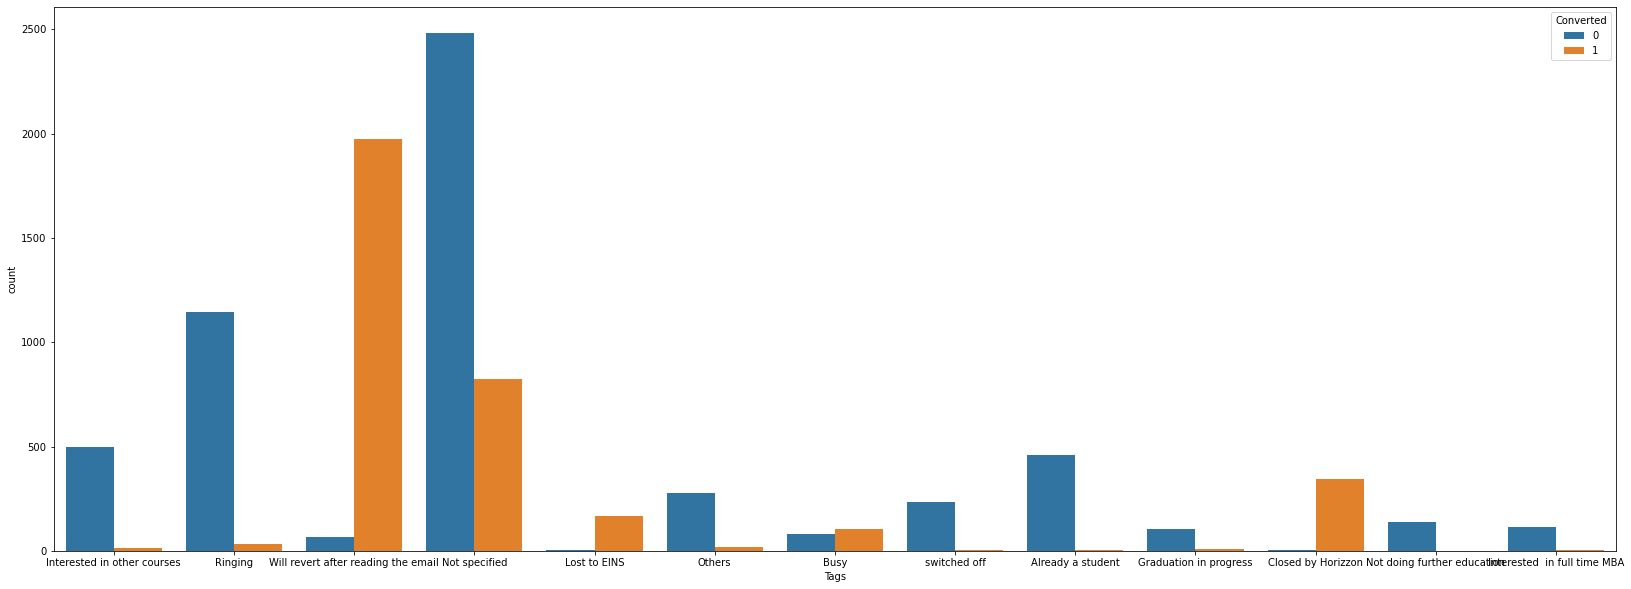 Converted
0
1
2500
2000
1500
1000
500
0
count
Interested in other courses Ringing Will revert after reading the email Not specified Lost to EINS Others Busy switched off Already a student Graduation in progress Closed by Horizzon Not doing further education Interested  in full time MBA
Tags